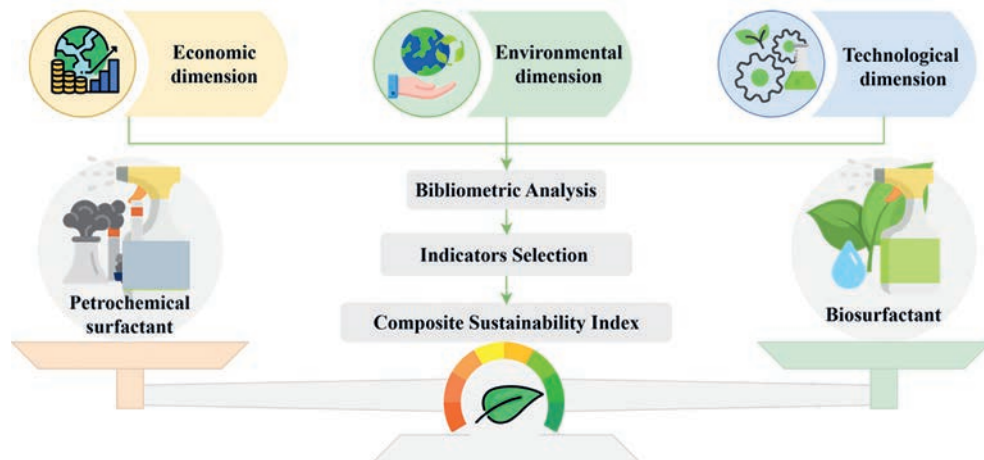 Economic
dimension
Environmental
dimension
Technological
dimension
Bibliometric Analysis
Indicators Selection
Composite Sustainability Index
Petrochemical
surfactant
Biosurfactant